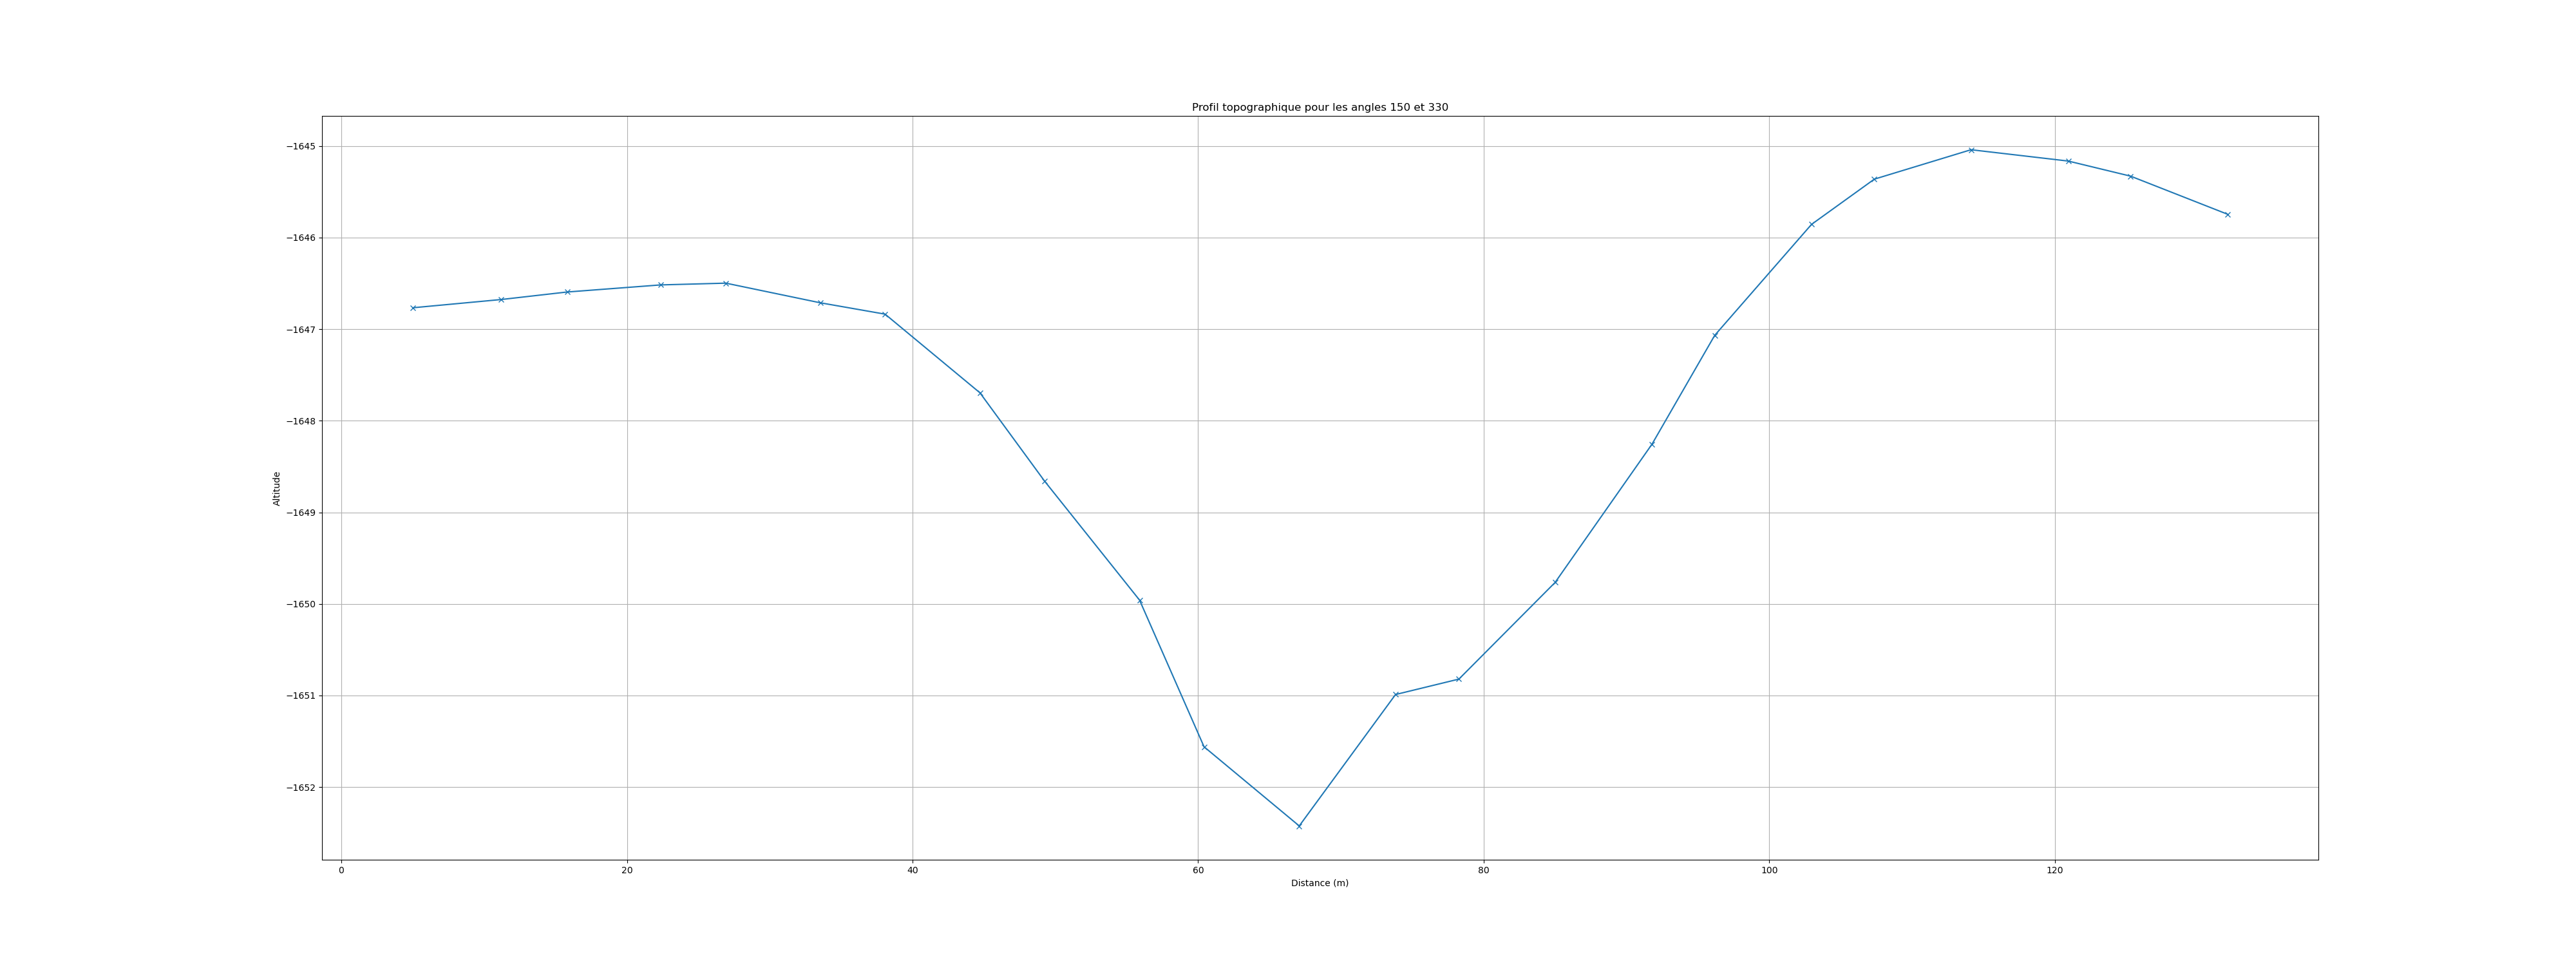 Profil topographique pour les angles 150 et 330
−1645
−1646
−1647
−1648
−1649
−1650
−1651
−1652
Altitude
0 20 40 60 80 100 120
Distance (m)